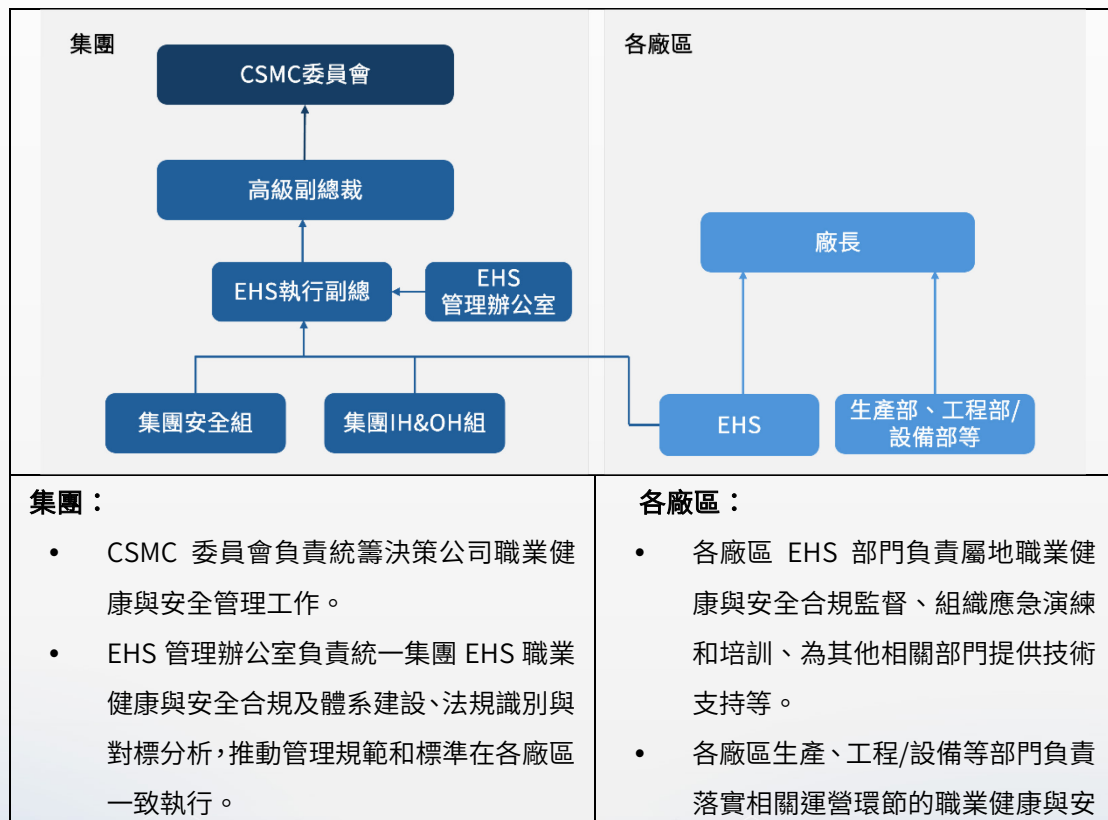 集團
各廠區
CSMC委員會
高級副總裁
廠長
EHS執行副總
EHS
管理辦公室
集團安全組
集團IH&OH組
EHS
生產部、工程部/
設備部等
集團：
• CSMC 委員會負責統籌決策公司職業健
康與安全管理工作。
• EHS 管理辦公室負責統一集團 EHS 職業
健康與安全合規及體系建設、法規識別與
對標分析，推動管理規範和標準在各廠區
一致執行。
各廠區：
• 各廠區 EHS 部門負責屬地職業健
康與安全合規監督、組織應急演練
和培訓、為其他相關部門提供技術
支持等。
• 各廠區生產、工程/設備等部門負責
落實相關運營環節的職業健康與安